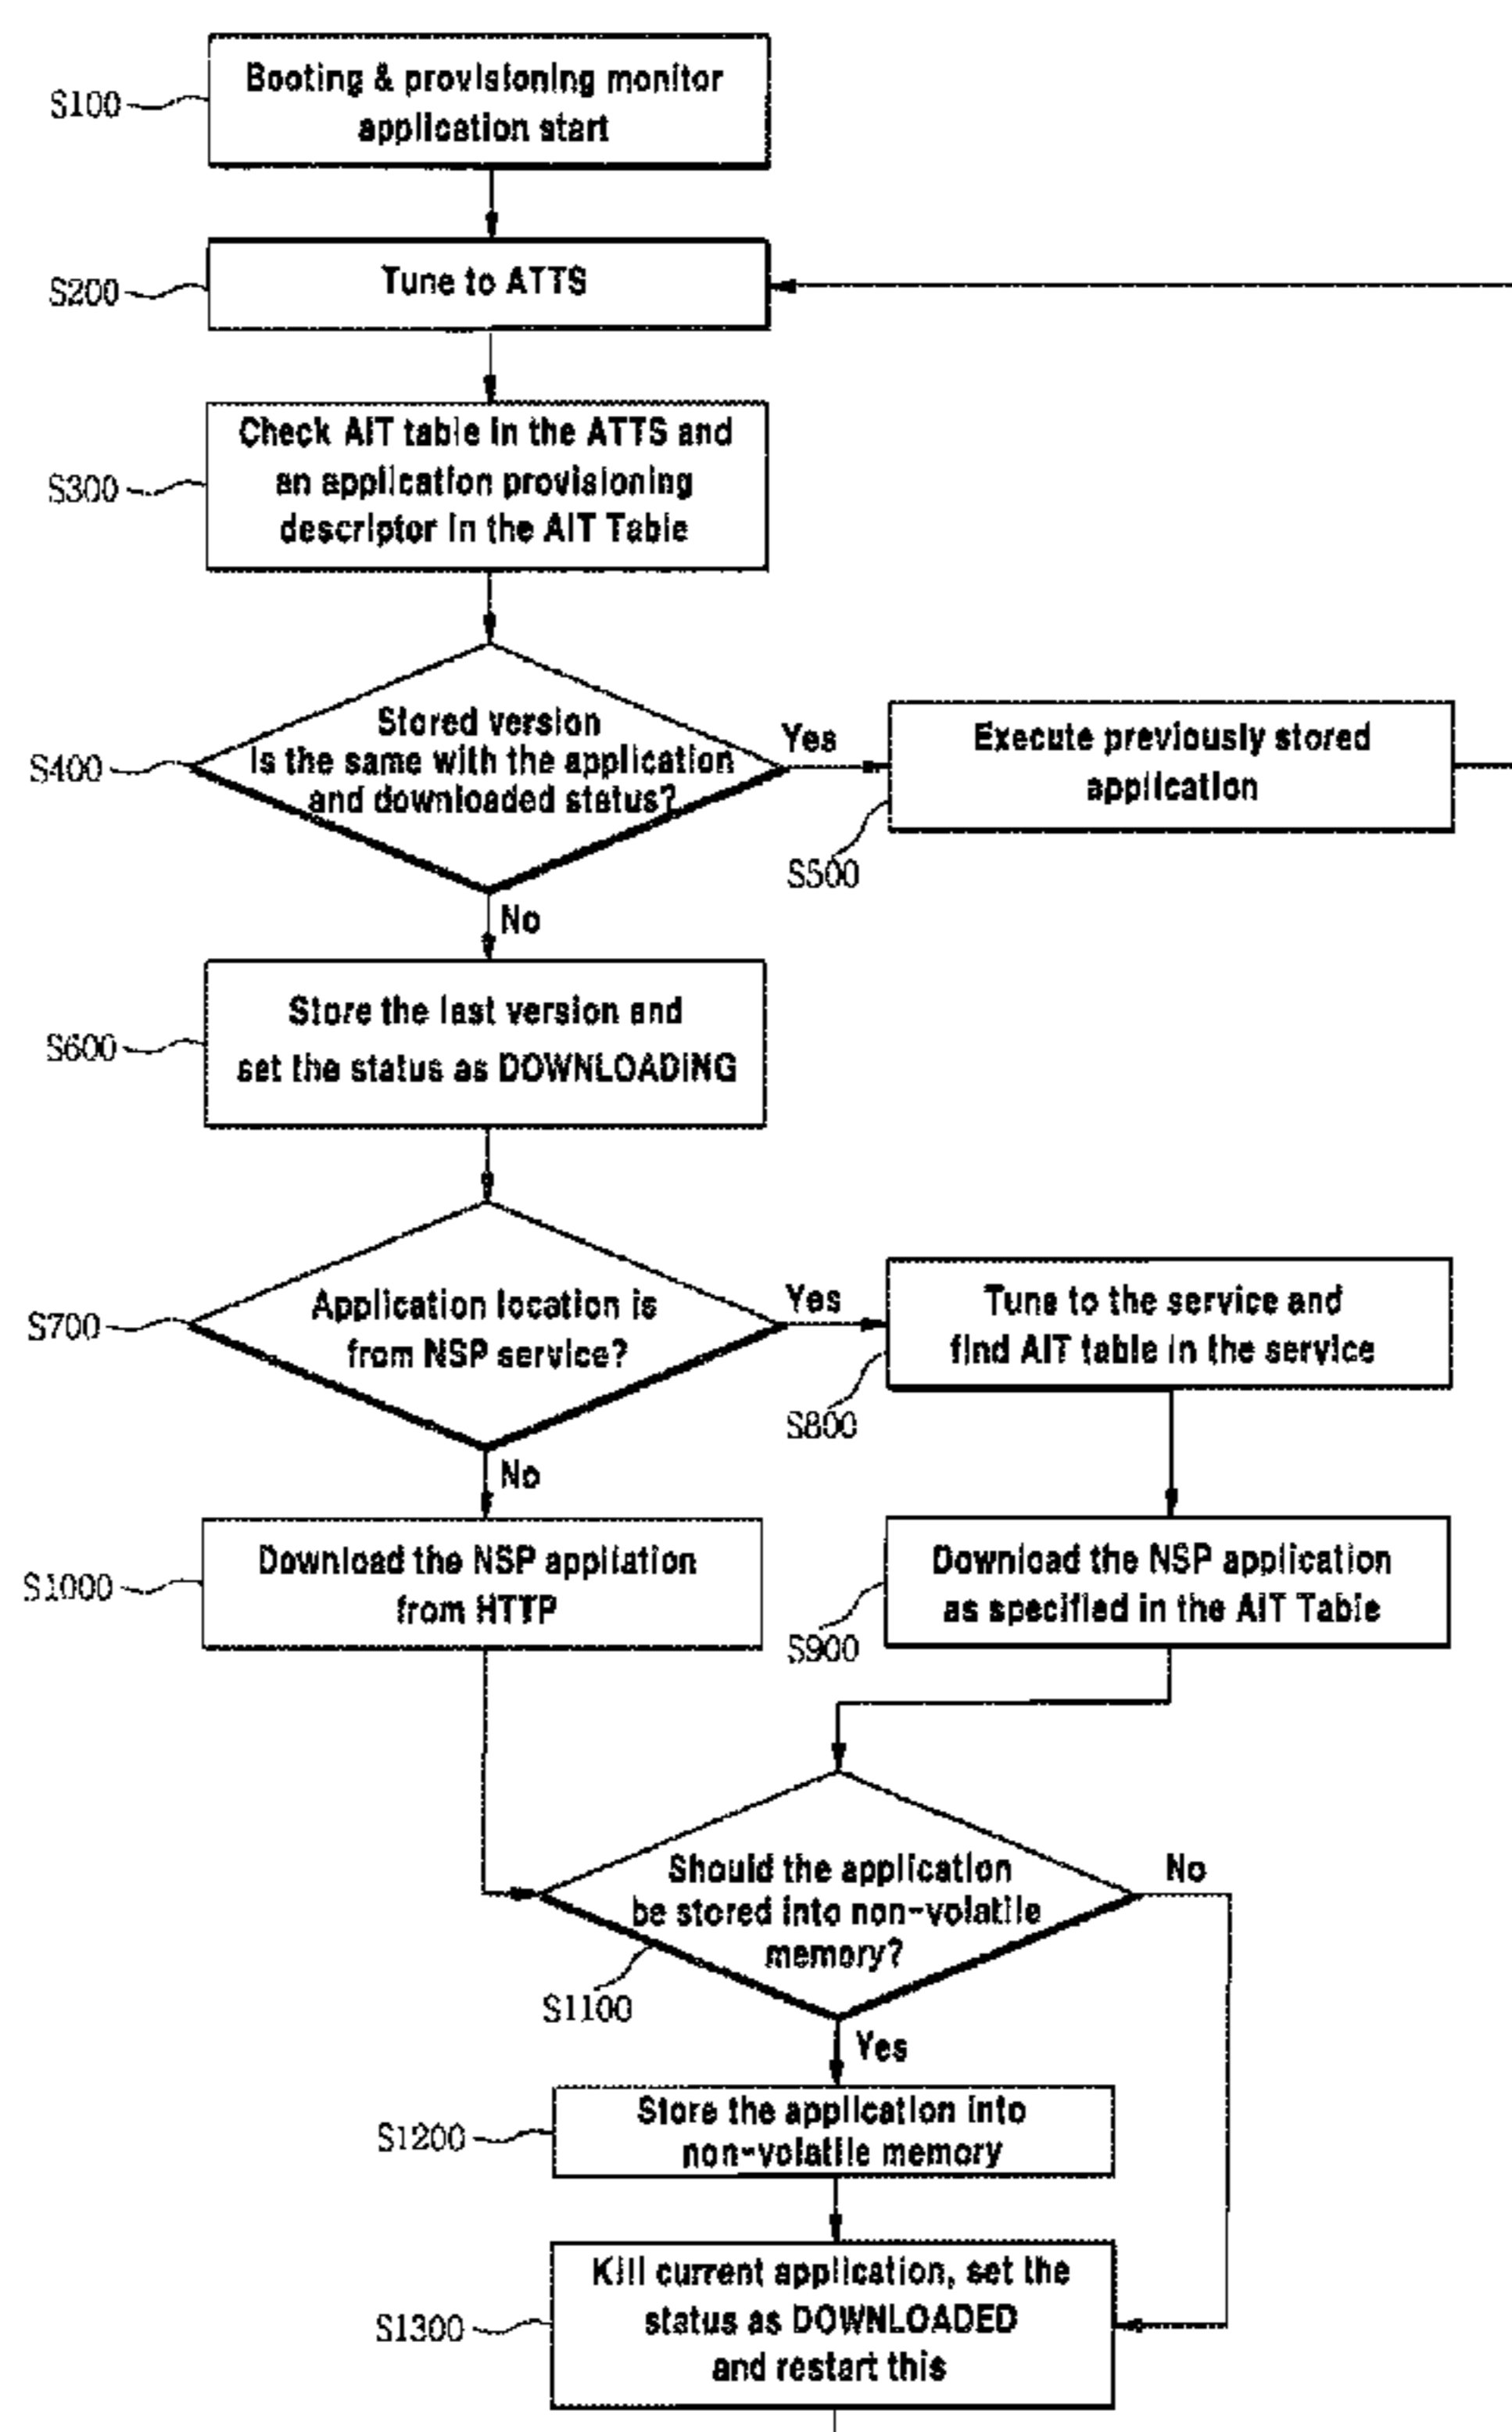 Booting & provisioning monitor
application start
S100
Tune to ATTS
S200
Check AIT table in the ATTS and
an application provisioning
descriptor in the AIT Table
S300
Stored version
is the same with the application
and downloaded status?
S400
Yes
Execute previously stored
application
S500
No
Store the last version and
set the status as DOWNLOADING
S600
Application location is
from NSP service?
S700
Yes
Tune to the service and
find AIT table in the service
S800
No
Download the NSP appliation
from HTTP
S1000
Download the NSP application
as specified in the AIT Table
S900
Should the application
be stored into non-volatile
memory?
No
S1100
Yes
Store the application into
non-volatile memory
S1200
Kill current application, set the
status as DOWNLOADED
and restart this
S1300